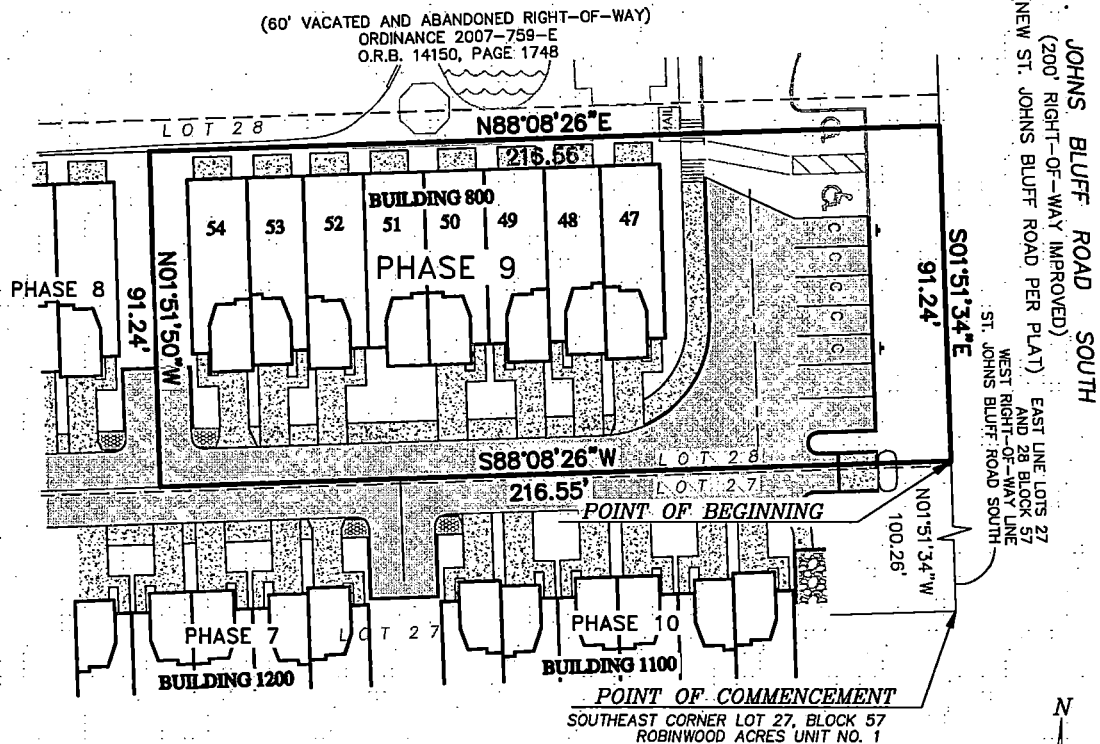 (60' VACATED AND ABANDONED RIGHT-OF-WAY)
ORDINANCE 2007-759-E
O.R.B. 14150, PAGE 1748
JOHNS BLUFF ROAD SOUTH
(200' RIGHT-OF-WAY IMPROVED)
NEW ST. JOHNS BLUFF ROAD PER PLAT)
LOT 28
N88°08'26"E
216.56'
MAIL
BUILDING 800
54
53
52
51
50
49
48
47
PHASE 9
PHASE 8
N01°51'50"W
91.24'
C
C
C
C
C
S01°51'34"E
91.24'
EAST LINE LOTS 27
AND 28 BLOCK 57
WEST RIGHT-OF-WAY LINE
ST. JOHNS BLUFF ROAD SOUTH
S88°08'26"W
216.55'
LOT 28
LOT 27
POINT OF BEGINNING
N01°51'34"W
100.26'
PHASE 7
LOT 27
PHASE 10
BUILDING 1200
BUILDING 1100
POINT OF COMMENCEMENT
SOUTHEAST CORNER LOT 27, BLOCK 57
ROBINWOOD ACRES UNIT NO. 1
N